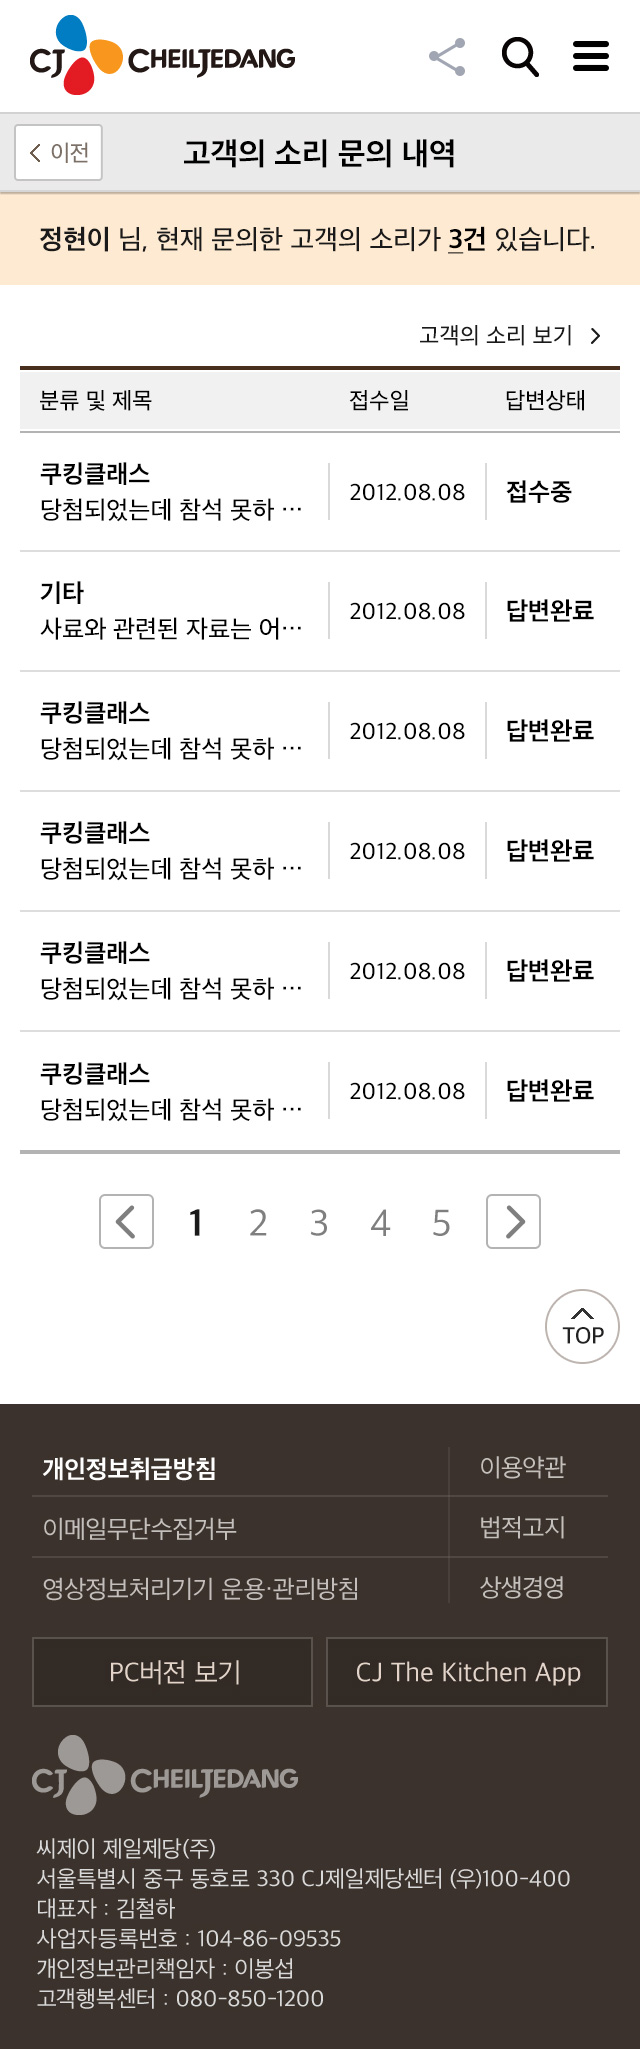 CJ CHEILJEDANG
이전
고객의 소리 문의 내역
정현이 님, 현재 문의한 고객의 소리가 3건 있습니다.
고객의 소리 보기
분류 및 제목 접수일 답변상태
쿠킹클래스
당첨되었는데 참석 못하 ⋯ 2012.08.08 접수중
기타
사료와 관련된 자료는 어⋯ 2012.08.08 답변완료
쿠킹클래스
당첨되었는데 참석 못하 ⋯ 2012.08.08 답변완료
쿠킹클래스
당첨되었는데 참석 못하 ⋯ 2012.08.08 답변완료
쿠킹클래스
당첨되었는데 참석 못하 ⋯ 2012.08.08 답변완료
쿠킹클래스
당첨되었는데 참석 못하 ⋯ 2012.08.08 답변완료
1 2 3 4 5
TOP
개인정보취급방침 이용약관
이메일무단수집거부 법적고지
영상정보처리기기 운용·관리방침 상생경영
PC버전 보기 CJ The Kitchen App
CJ CHEILJEDANG
씨제이 제일제당(주)
서울특별시 중구 동호로 330 CJ제일제당센터 (우)100-400
대표자 : 김철하
사업자등록번호 : 104-86-09535
개인정보관리책임자 : 이봉섭
고객행복센터 : 080-850-1200